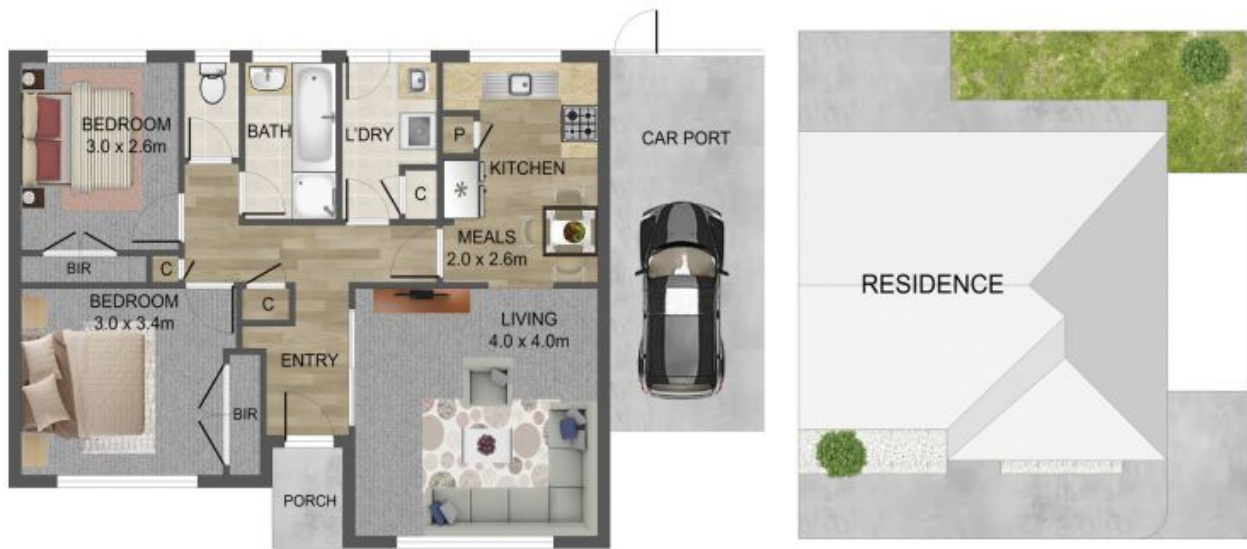 BEDROOM
3.0 x 2.6m
BATH
L'DRY
P
KITCHEN
C
MEALS
2.0 x 2.6m
CAR PORT
BIR
C
BEDROOM
3.0 x 3.4m
C
ENTRY
LIVING
4.0 x 4.0m
BIR
PORCH
RESIDENCE